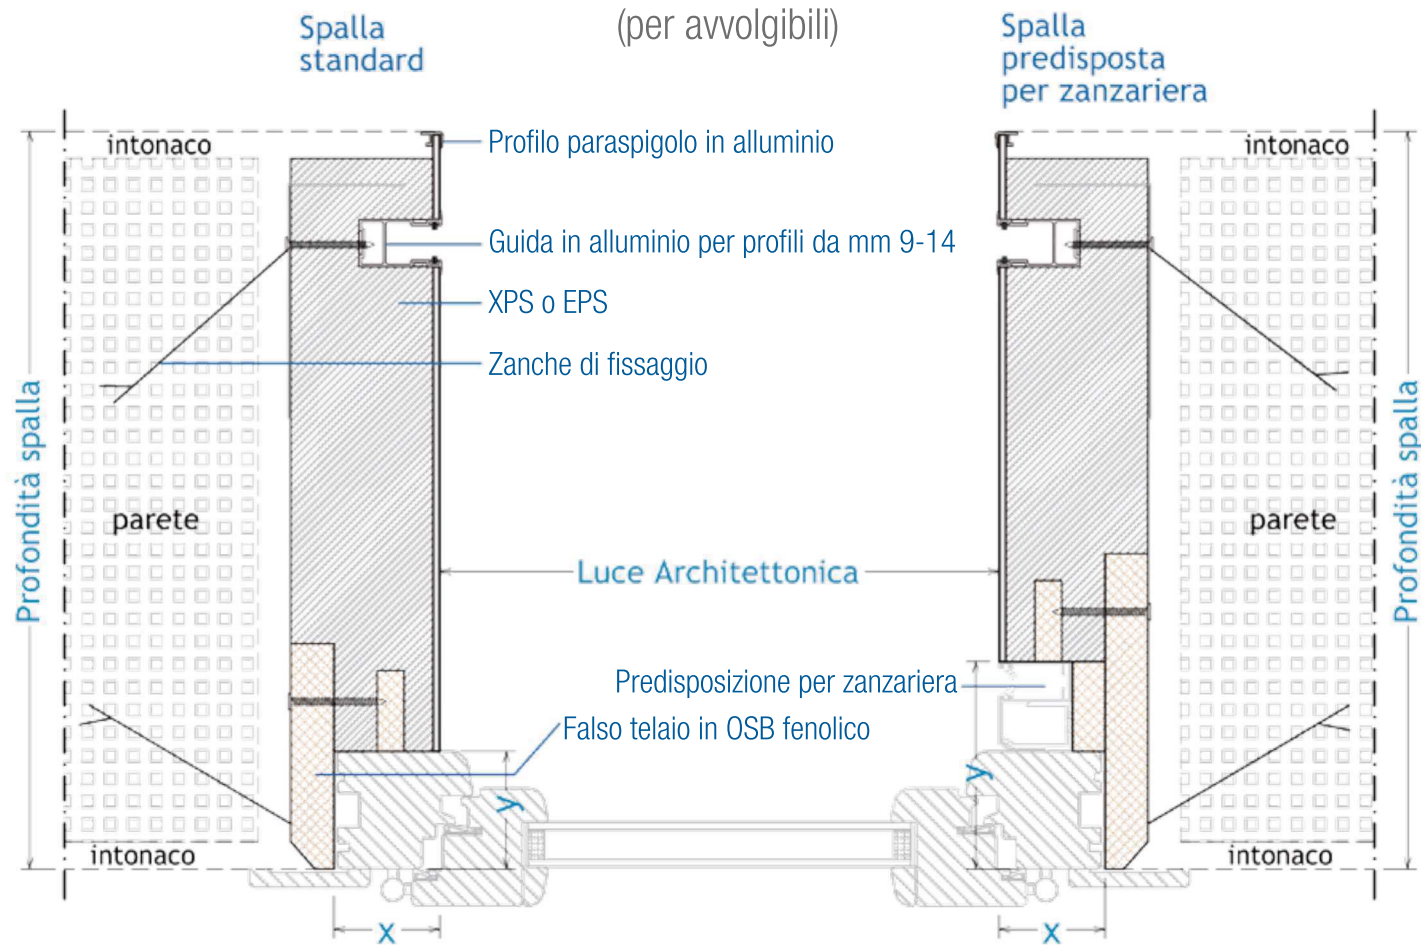 Spalla
standard
(per avvolgibili)
Spalla
predisposta
per zanzariera
intonaco
Profilo paraspigolo in alluminio
intonaco
Guida in alluminio per profili da mm 9-14
XPS o EPS
Zanche di fissaggio
Profondità spalla
parete
Luce Architettonica
parete
Profondità spalla
Predisposizione per zanzariera
Falso telaio in OSB fenolico
y
y
intonaco
intonaco
x
x